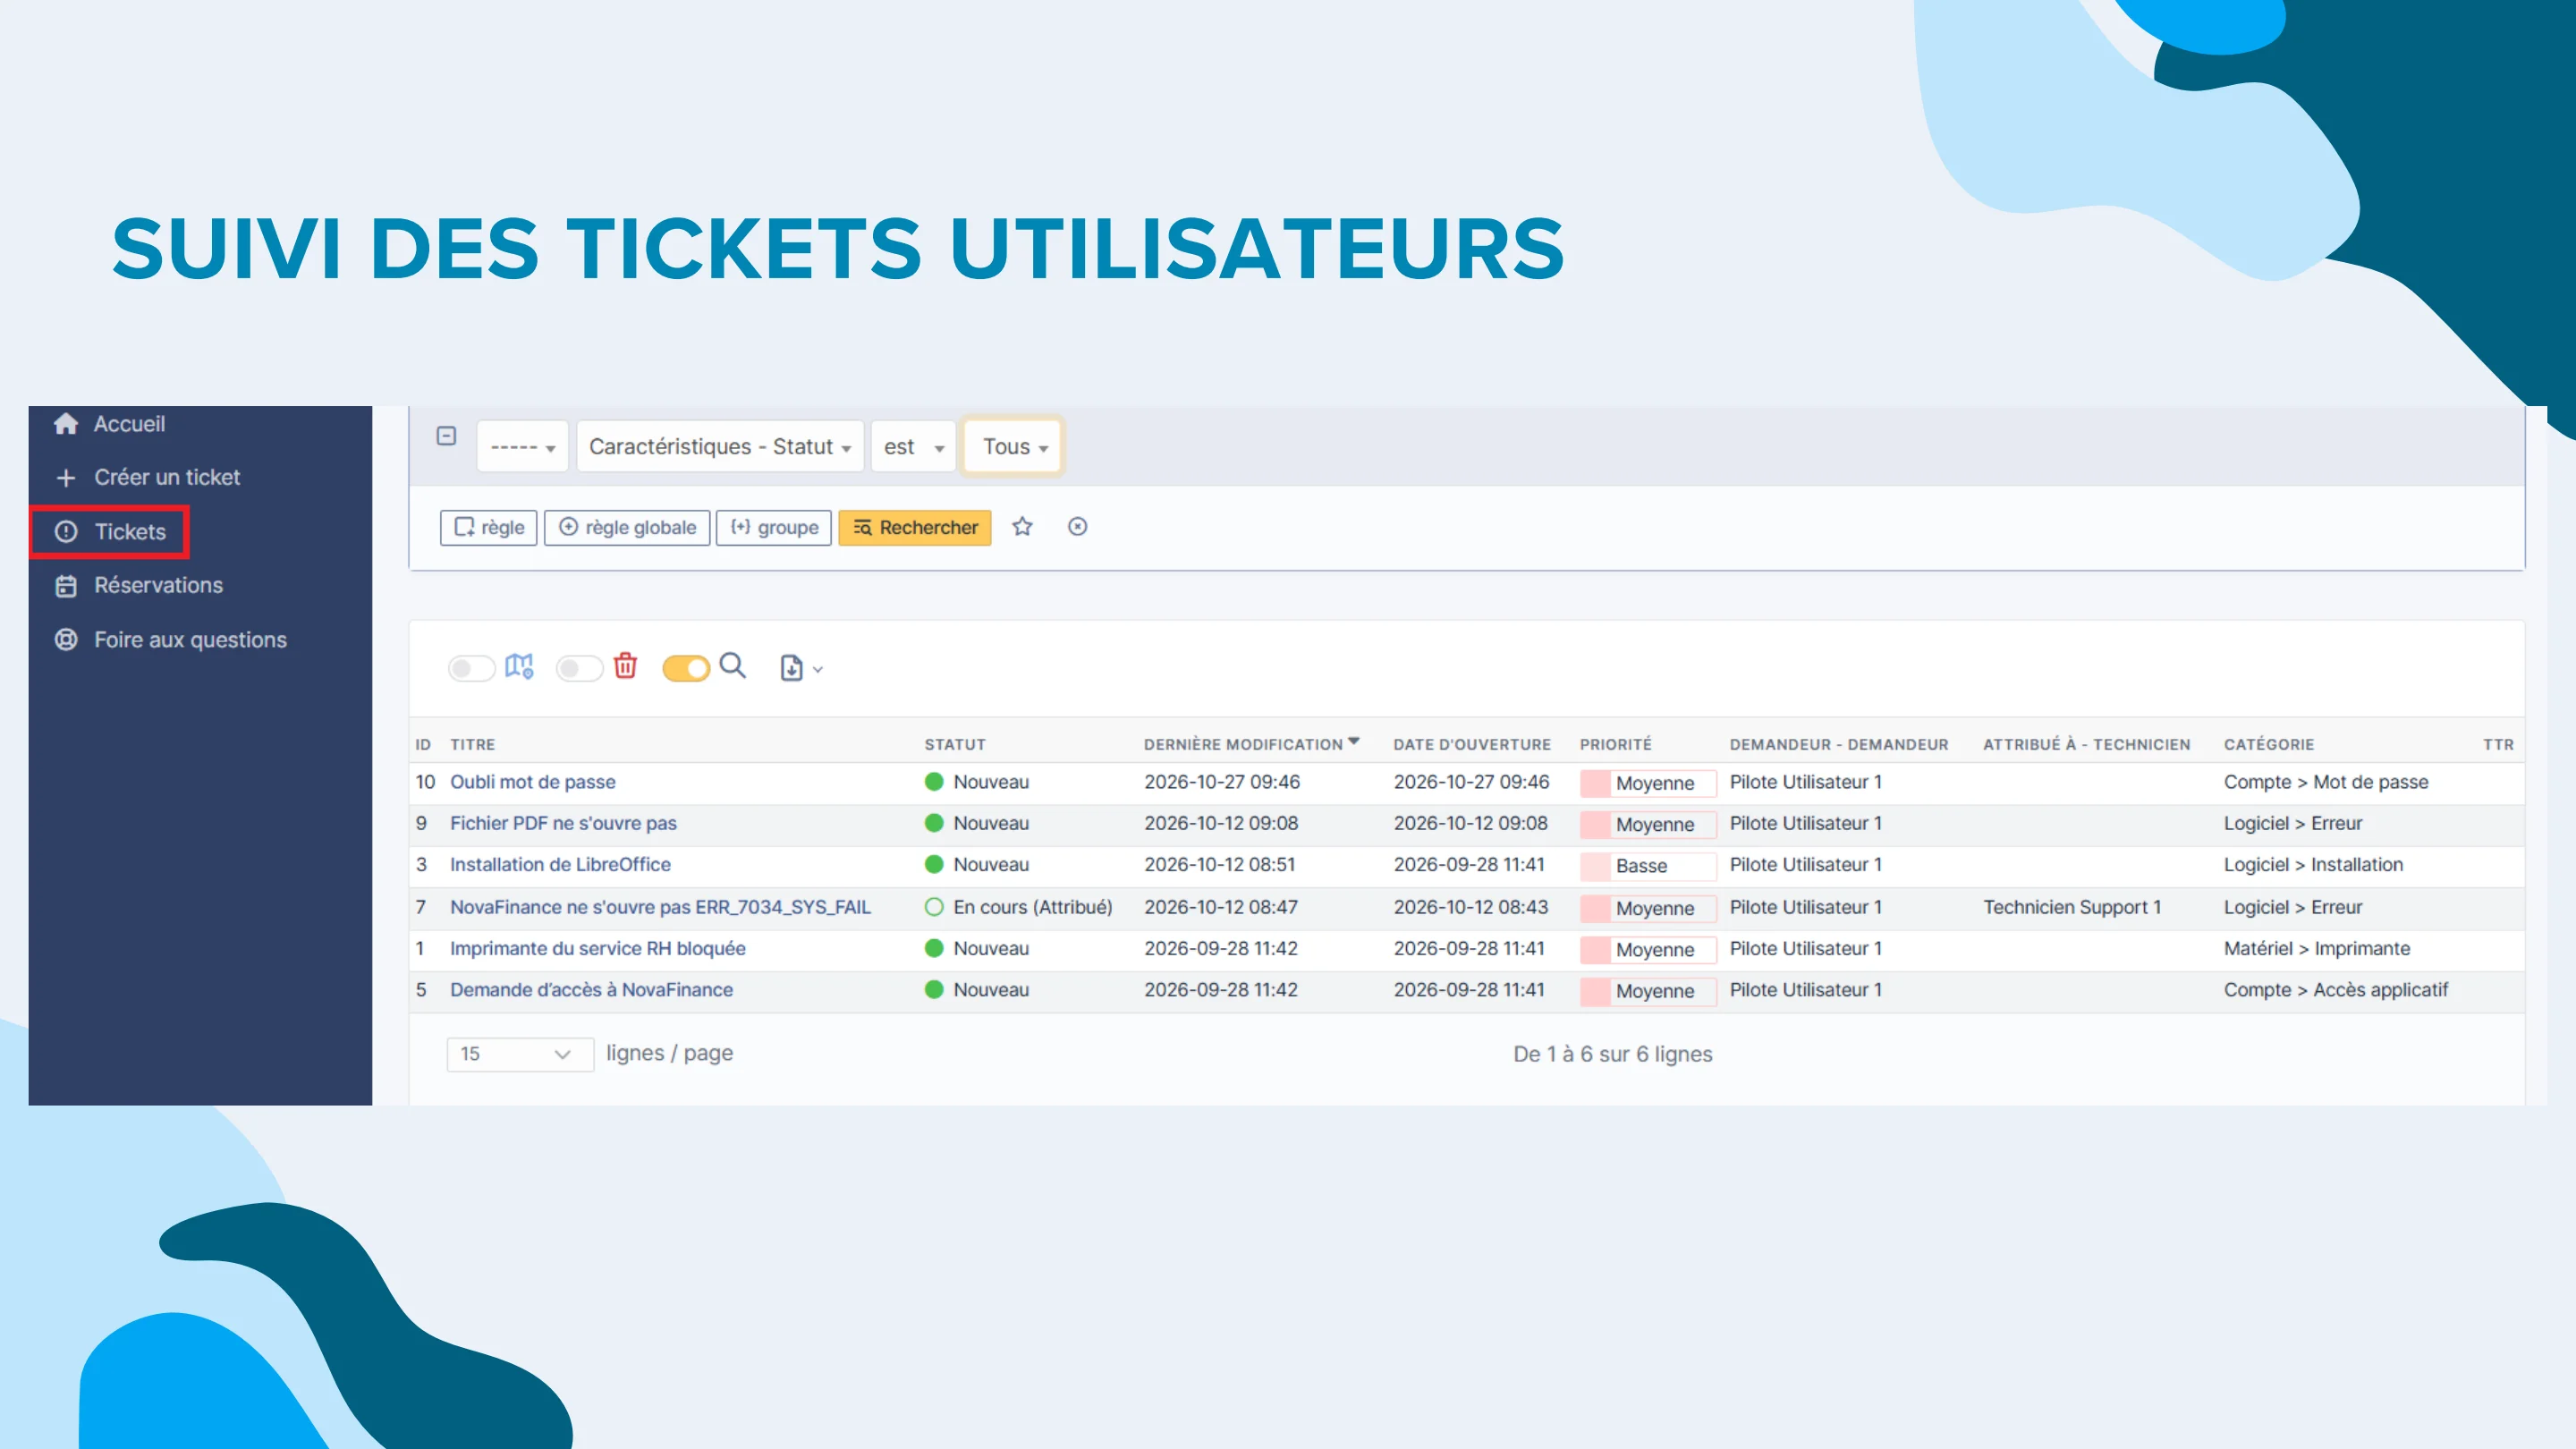 SUIVI DES TICKETS UTILISATEURS
Accueil
Créer un ticket
Tickets
Réservations
Foire aux questions
----- Caractéristiques - Statut est Tous
règle règle globale groupe Rechercher
ID TITRE STATUT DERNIÈRE MODIFICATION DATE D'OUVERTURE PRIORITÉ DEMANDEUR - DEMANDEUR ATTRIBUÉ À - TECHNICIEN CATÉGORIE TTR
10 Oubli mot de passe Nouveau 2026-10-27 09:46 2026-10-27 09:46 Moyenne Pilote Utilisateur 1 Compte > Mot de passe
9 Fichier PDF ne s'ouvre pas Nouveau 2026-10-12 09:08 2026-10-12 09:08 Moyenne Pilote Utilisateur 1 Logiciel > Erreur
3 Installation de LibreOffice Nouveau 2026-10-12 08:51 2026-09-28 11:41 Basse Pilote Utilisateur 1 Logiciel > Installation
7 NovaFinance ne s'ouvre pas ERR_7034_SYS_FAIL En cours (Attribué) 2026-10-12 08:47 2026-10-12 08:43 Moyenne Pilote Utilisateur 1 Technicien Support 1 Logiciel > Erreur
1 Imprimante du service RH bloquée Nouveau 2026-09-28 11:42 2026-09-28 11:41 Moyenne Pilote Utilisateur 1 Matériel > Imprimante
5 Demande d’accès à NovaFinance Nouveau 2026-09-28 11:42 2026-09-28 11:41 Moyenne Pilote Utilisateur 1 Compte > Accès applicatif
15 lignes / page De 1 à 6 sur 6 lignes